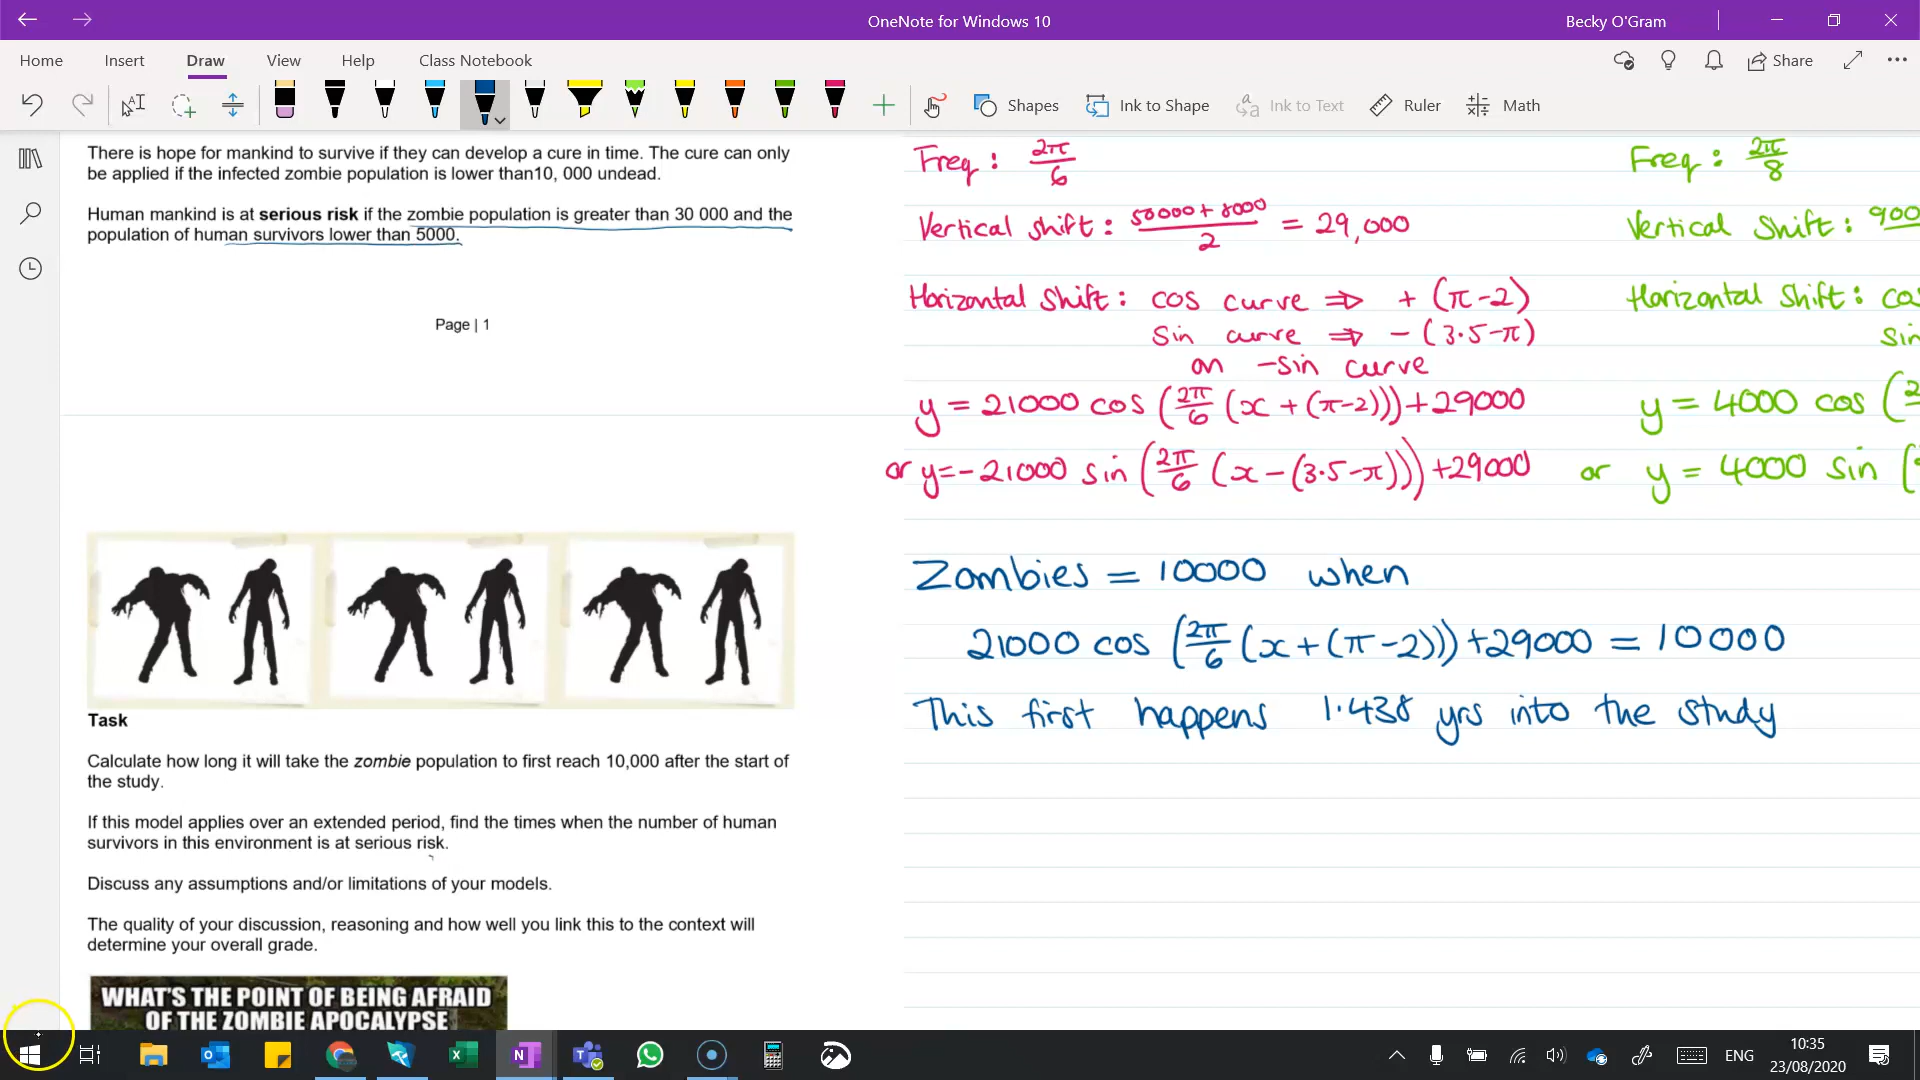 OneNote for Windows 10
Becky O'Gram
Home Insert Draw View Help Class Notebook
Share
Shapes Ink to Shape Ink to Text Ruler Math
There is hope for mankind to survive if they can develop a cure in time. The cure can only
be applied if the infected zombie population is lower than10, 000 undead.
Human mankind is at serious risk if the zombie population is greater than 30 000 and the
population of human survivors lower than 5000.
Page | 1
Task
Calculate how long it will take the zombie population to first reach 10,000 after the start of
the study.
If this model applies over an extended period, find the times when the number of human
survivors in this environment is at serious risk.
Discuss any assumptions and/or limitations of your models.
The quality of your discussion, reasoning and how well you link this to the context will
determine your overall grade.
WHAT'S THE POINT OF BEING AFRAID
OF THE ZOMBIE APOCALYPSE
Freq : 2π/6
Vertical shift : (50000 + 8000)/2 = 29,000
Horizontal shift : cos curve ⇒ + (π-2)
sin curve ⇒ - (3.5-π)
on -sin curve
y = 21000 cos (2π/6 (x + (π-2))) + 29000
or y = -21000 sin (2π/6 (x - (3.5-π))) + 29000
Freq : 2π/8
Vertical Shift : 900
Horizontal Shift : cos
sin
y = 4000 cos (2
or y = 4000 sin (
Zombies = 10000 when
21000 cos (2π/6 (x + (π-2))) + 29000 = 10000
This first happens 1.438 yrs into the study
ENG
10:35
23/08/2020